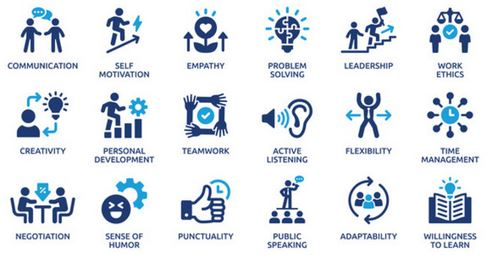 COMMUNICATION
SELF
MOTIVATION
EMPATHY
PROBLEM
SOLVING
LEADERSHIP
WORK
ETHICS
CREATIVITY
PERSONAL
DEVELOPMENT
TEAMWORK
ACTIVE
LISTENING
FLEXIBILITY
TIME
MANAGEMENT
NEGOTIATION
SENSE OF
HUMOR
PUNCTUALITY
PUBLIC
SPEAKING
ADAPTABILITY
WILLINGNESS
TO LEARN